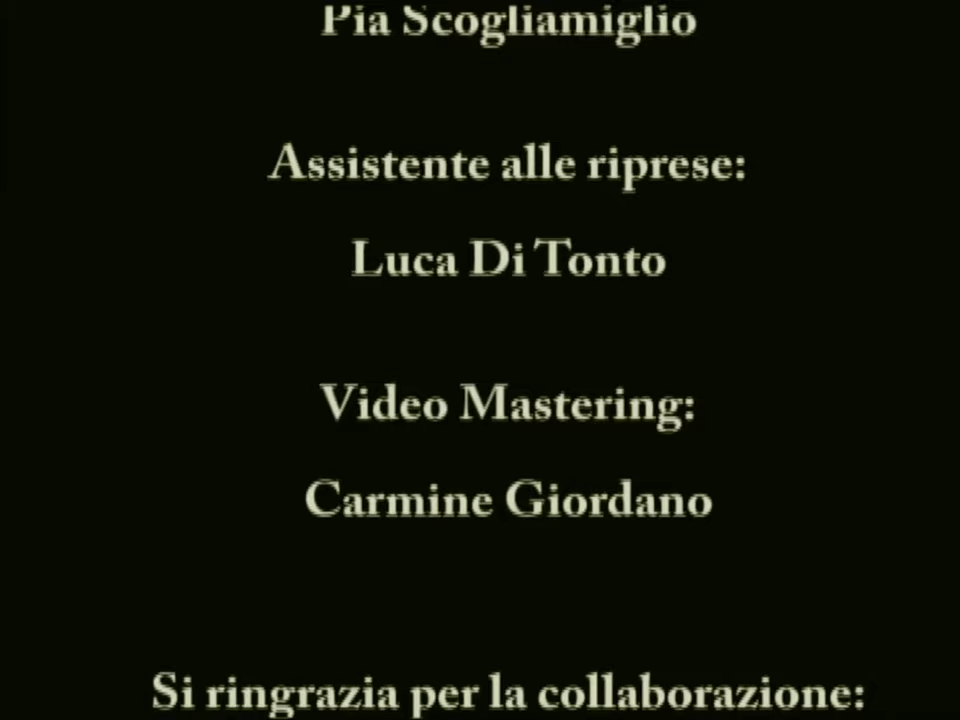 Pia Scogliamiglio
Assistente alle riprese:
Luca Di Tonto
Video Mastering:
Carmine Giordano
Si ringrazia per la collaborazione: